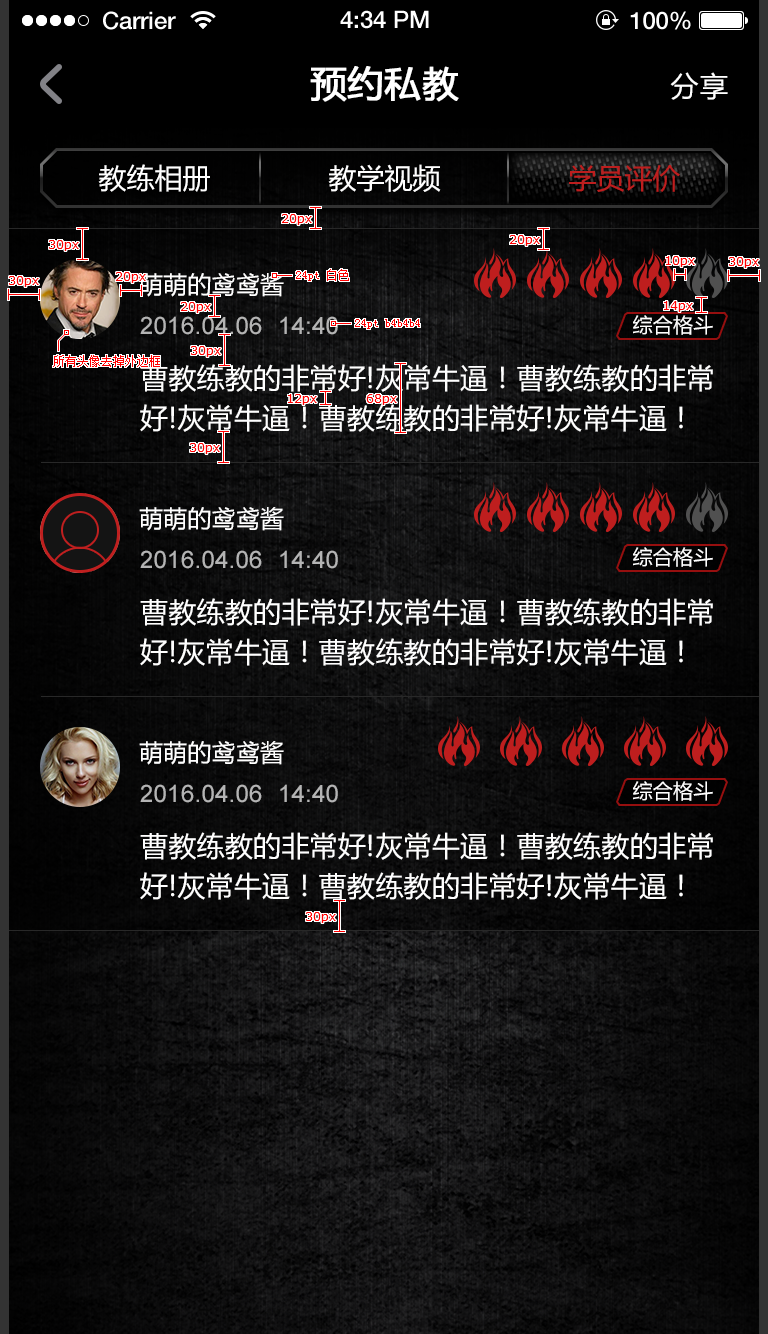 Carrier 4:34 PM 100%
预约私教 分享
教练相册 教学视频 学员评价
20px
30px 20px
30px 20px 萌萌的鸢鸢酱 24pt 白色 10px 30px
20px 14px
2016.04.06 14:40 24pt b4b4b4 综合格斗
30px
所有头像去掉外边框
曹教练教的非常好!灰常牛逼！曹教练教的非常
12px 68px
好!灰常牛逼！曹教练教的非常好!灰常牛逼！
30px
萌萌的鸢鸢酱
2016.04.06 14:40 综合格斗
曹教练教的非常好!灰常牛逼！曹教练教的非常
好!灰常牛逼！曹教练教的非常好!灰常牛逼！
萌萌的鸢鸢酱
2016.04.06 14:40 综合格斗
曹教练教的非常好!灰常牛逼！曹教练教的非常
好!灰常牛逼！曹教练教的非常好!灰常牛逼！
30px